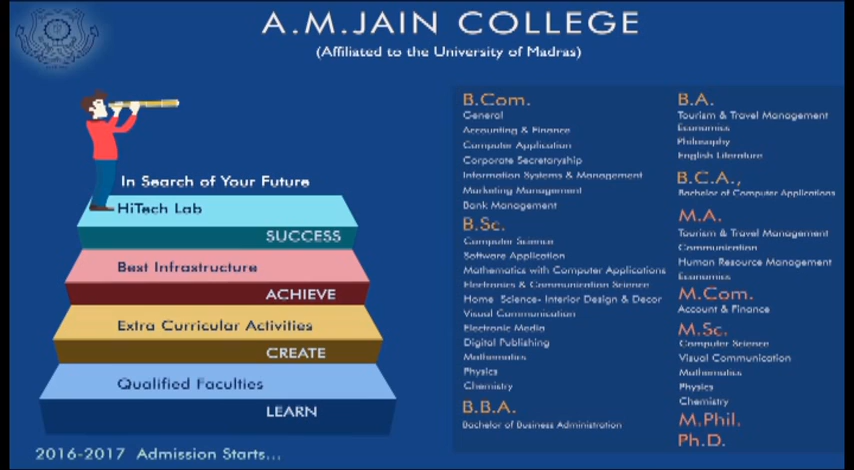 A.M.JAIN COLLEGE
(Affiliated to the University of Madras)
In Search of Your Future
HiTech Lab
SUCCESS
Best Infrastructure
ACHIEVE
Extra Curricular Activities
CREATE
Qualified Faculties
LEARN
2016-2017 Admission Starts...
B.Com.
General
Accounting & Finance
Computer Application
Corporate Secretaryship
Information Systems & Management
Marketing Management
Bank Management
B.Sc.
Computer Science
Software Application
Mathematics with Computer Applications
Electronics & Communication Science
Home Science- Interior Design & Decor
Visual Communication
Electronic Media
Digital Publishing
Mathematics
Physics
Chemistry
B.B.A.
Bachelor of Business Administration
B.A.
Tourism & Travel Management
Economics
Philosophy
English Literature
B.C.A.,
Bachelor of Computer Applications
M.A.
Tourism & Travel Management
Communication
Human Resource Management
Economics
M.Com.
Account & Finance
M.Sc.
Computer Science
Visual Communication
Mathematics
Physics
Chemistry
M.Phil.
Ph.D.